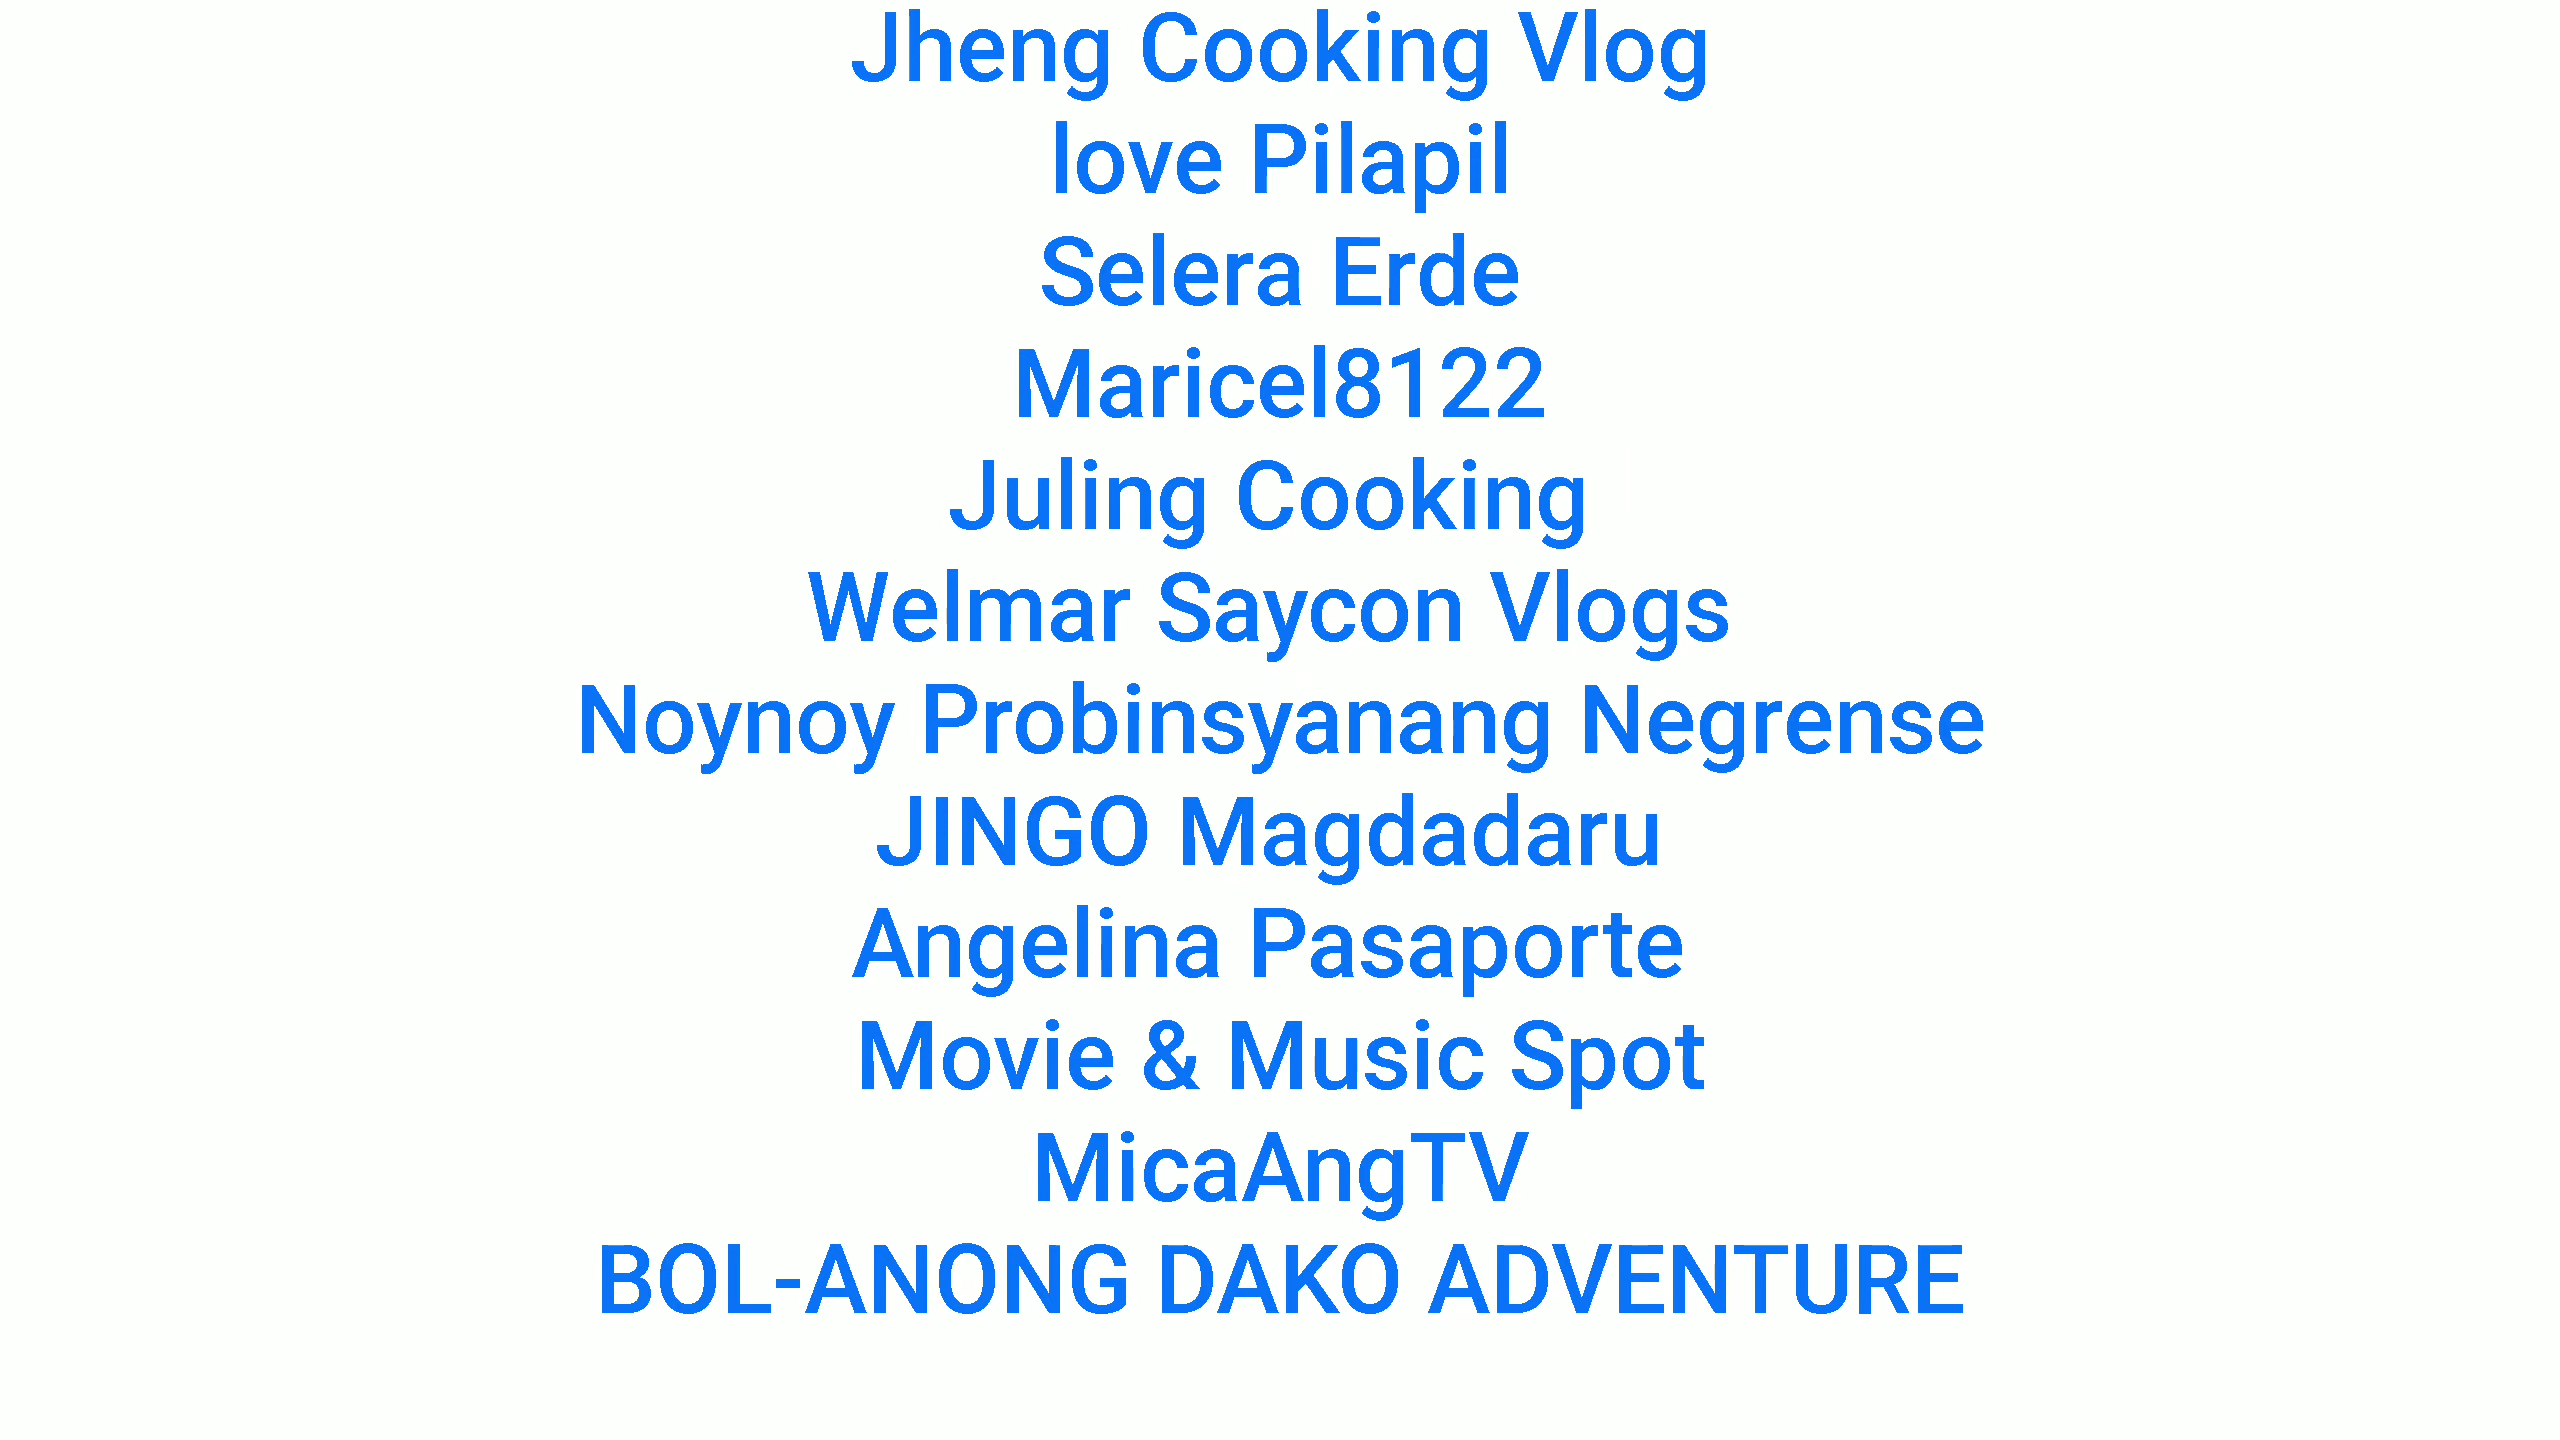 Jheng Cooking Vlog
love Pilapil
Selera Erde
Maricel8122
Juling Cooking
Welmar Saycon Vlogs
Noynoy Probinsyanang Negrense
JINGO Magdadaru
Angelina Pasaporte
Movie & Music Spot
MicaAngTV
BOL-ANONG DAKO ADVENTURE